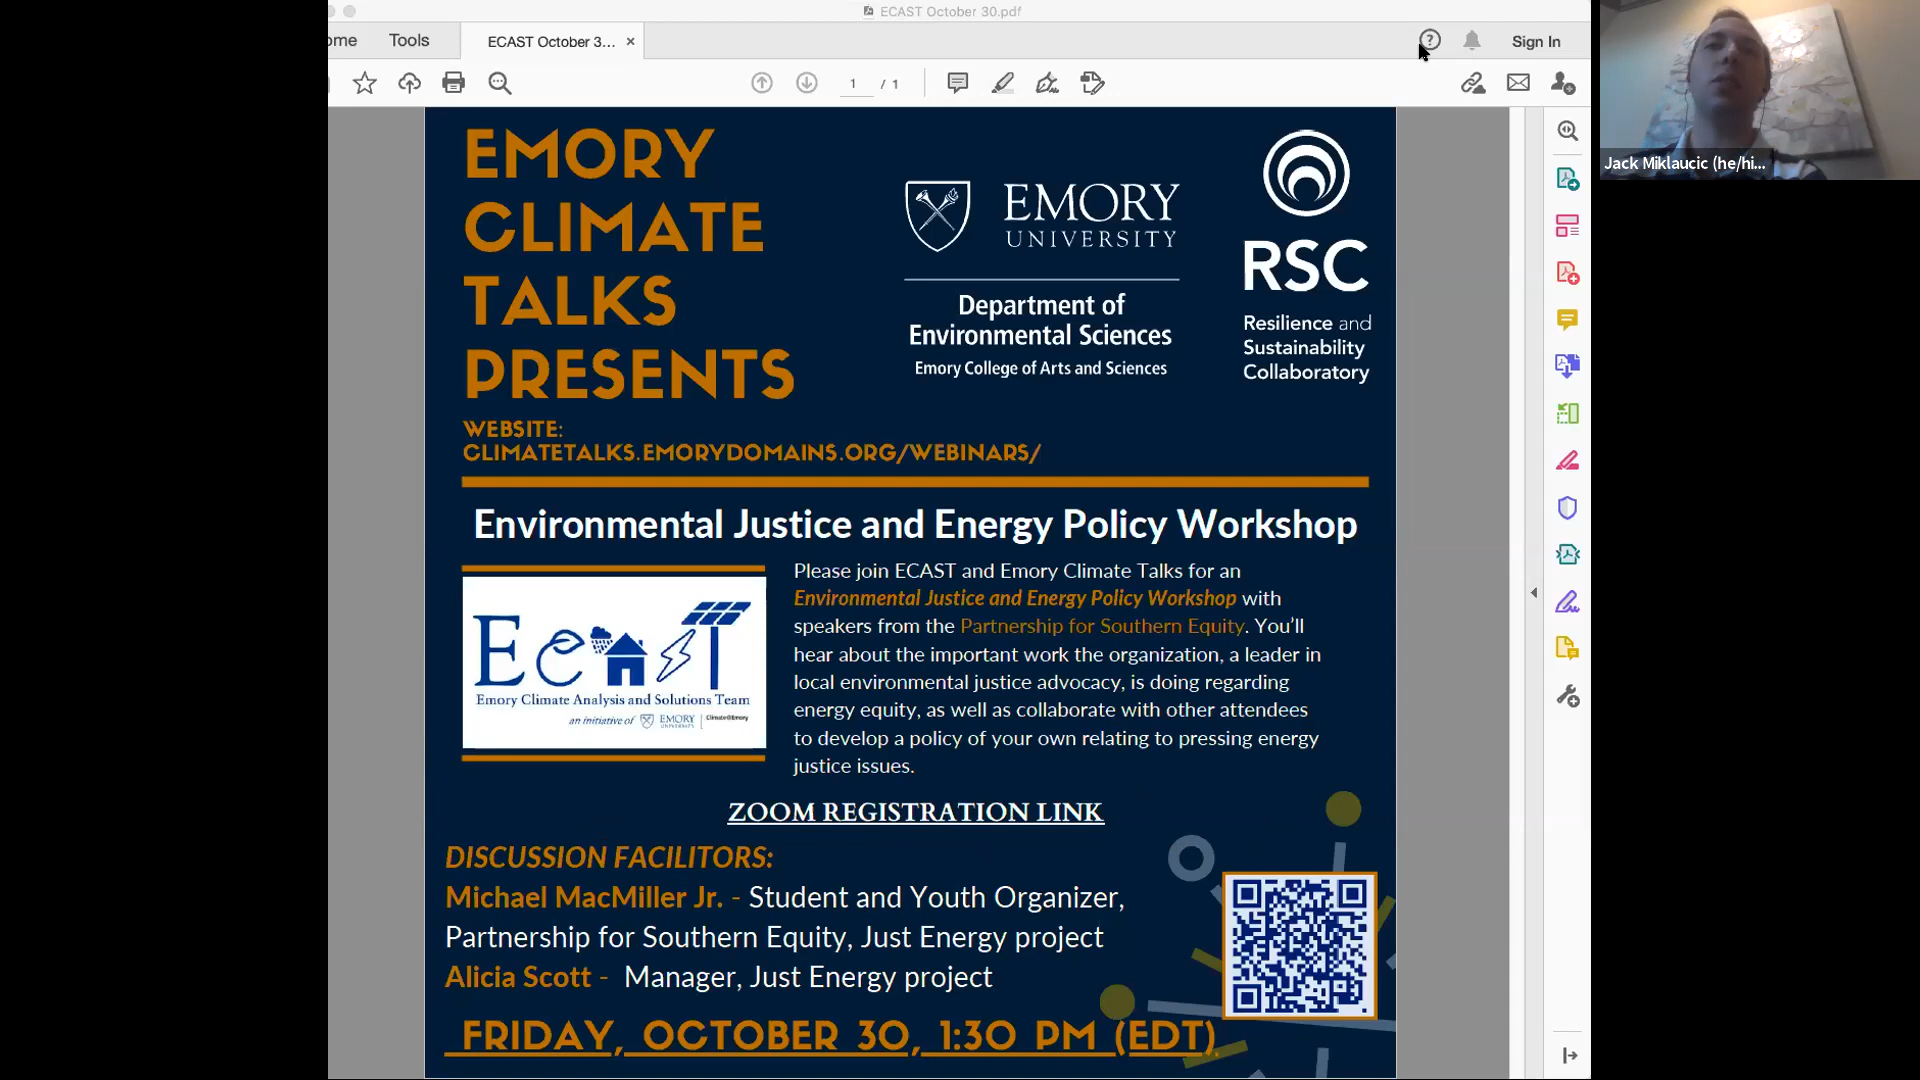 ECAST October 30.pdf
ome
Tools
ECAST October 3... ×
Sign In
1 / 1
Jack Miklaucic (he/hi...
EMORY
CLIMATE
TALKS
PRESENTS
EMORY
UNIVERSITY
Department of
Environmental Sciences
Emory College of Arts and Sciences
RSC
Resilience and
Sustainability
Collaboratory
WEBSITE:
CLIMATETALKS.EMORYDOMAINS.ORG/WEBINARS/
Environmental Justice and Energy Policy Workshop
EcasT
Emory Climate Analysis and Solutions Team
an initiative of EMORY UNIVERSITY | Climate@Emory
Please join ECAST and Emory Climate Talks for an
Environmental Justice and Energy Policy Workshop with
speakers from the Partnership for Southern Equity. You'll
hear about the important work the organization, a leader in
local environmental justice advocacy, is doing regarding
energy equity, as well as collaborate with other attendees
to develop a policy of your own relating to pressing energy
justice issues.
ZOOM REGISTRATION LINK
DISCUSSION FACILITORS:
Michael MacMiller Jr. - Student and Youth Organizer,
Partnership for Southern Equity, Just Energy project
Alicia Scott - Manager, Just Energy project
FRIDAY, OCTOBER 30, 1:30 PM (EDT)